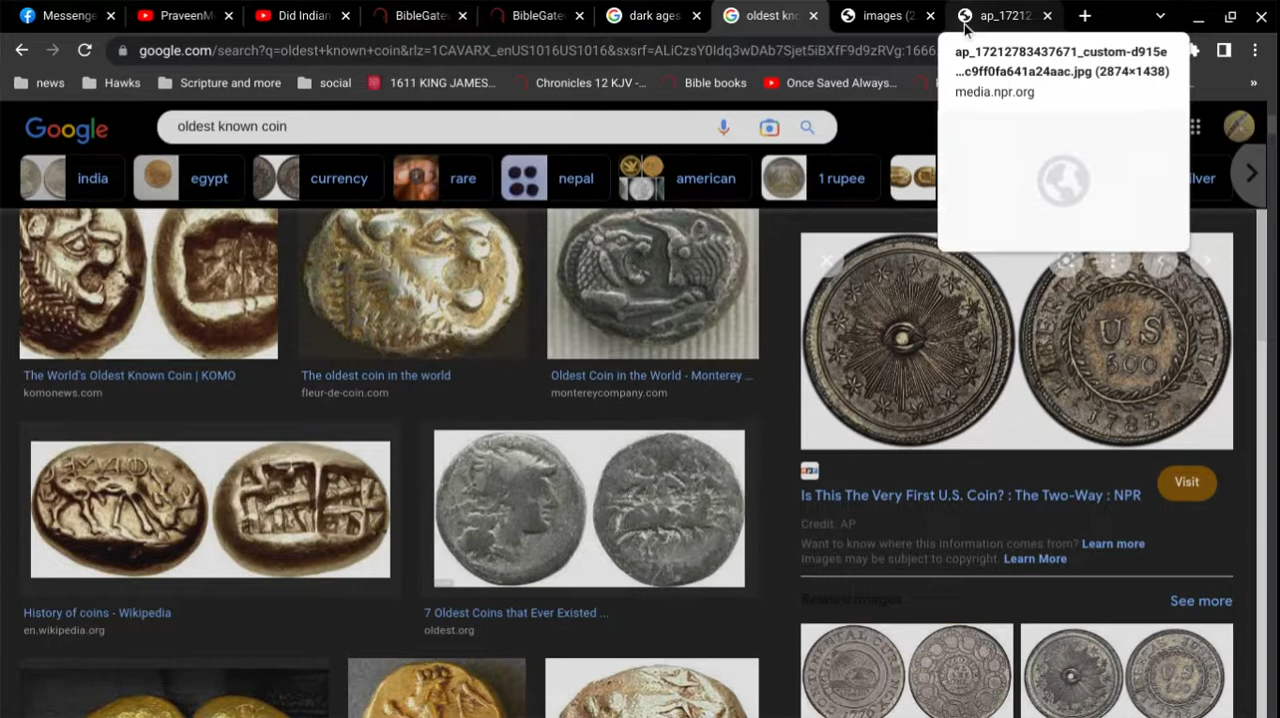 Messenge
PraveenM
Did Indian
BibleGate
BibleGate
dark ages
oldest kno
images (2
ap_17212
google.com/search?q=oldest+known+coin&rlz=1CAVARX_enUS1016US1016&sxsrf=ALiCzsY0Idq3wDAb7Sjet5iBXfF9d9zRVg:1666
ap_17212783437671_custom-d915e
...c9ff0fa641a24aac.jpg (2874×1438)
media.npr.org
news
Hawks
Scripture and more
social
1611 KING JAMES...
Chronicles 12 KJV -...
Bible books
Once Saved Always...
Google
oldest known coin
india
egypt
currency
rare
nepal
american
1 rupee
ilver
The World's Oldest Known Coin | KOMO
komonews.com
The oldest coin in the world
fleur-de-coin.com
Oldest Coin in the World - Monterey ...
montereycompany.com
U.S
500
1783
Is This The Very First U.S. Coin? : The Two-Way : NPR
Visit
Credit: AP
Want to know where this information comes from? Learn more
Images may be subject to copyright. Learn More
History of coins - Wikipedia
en.wikipedia.org
7 Oldest Coins that Ever Existed ...
oldest.org
Related images
See more